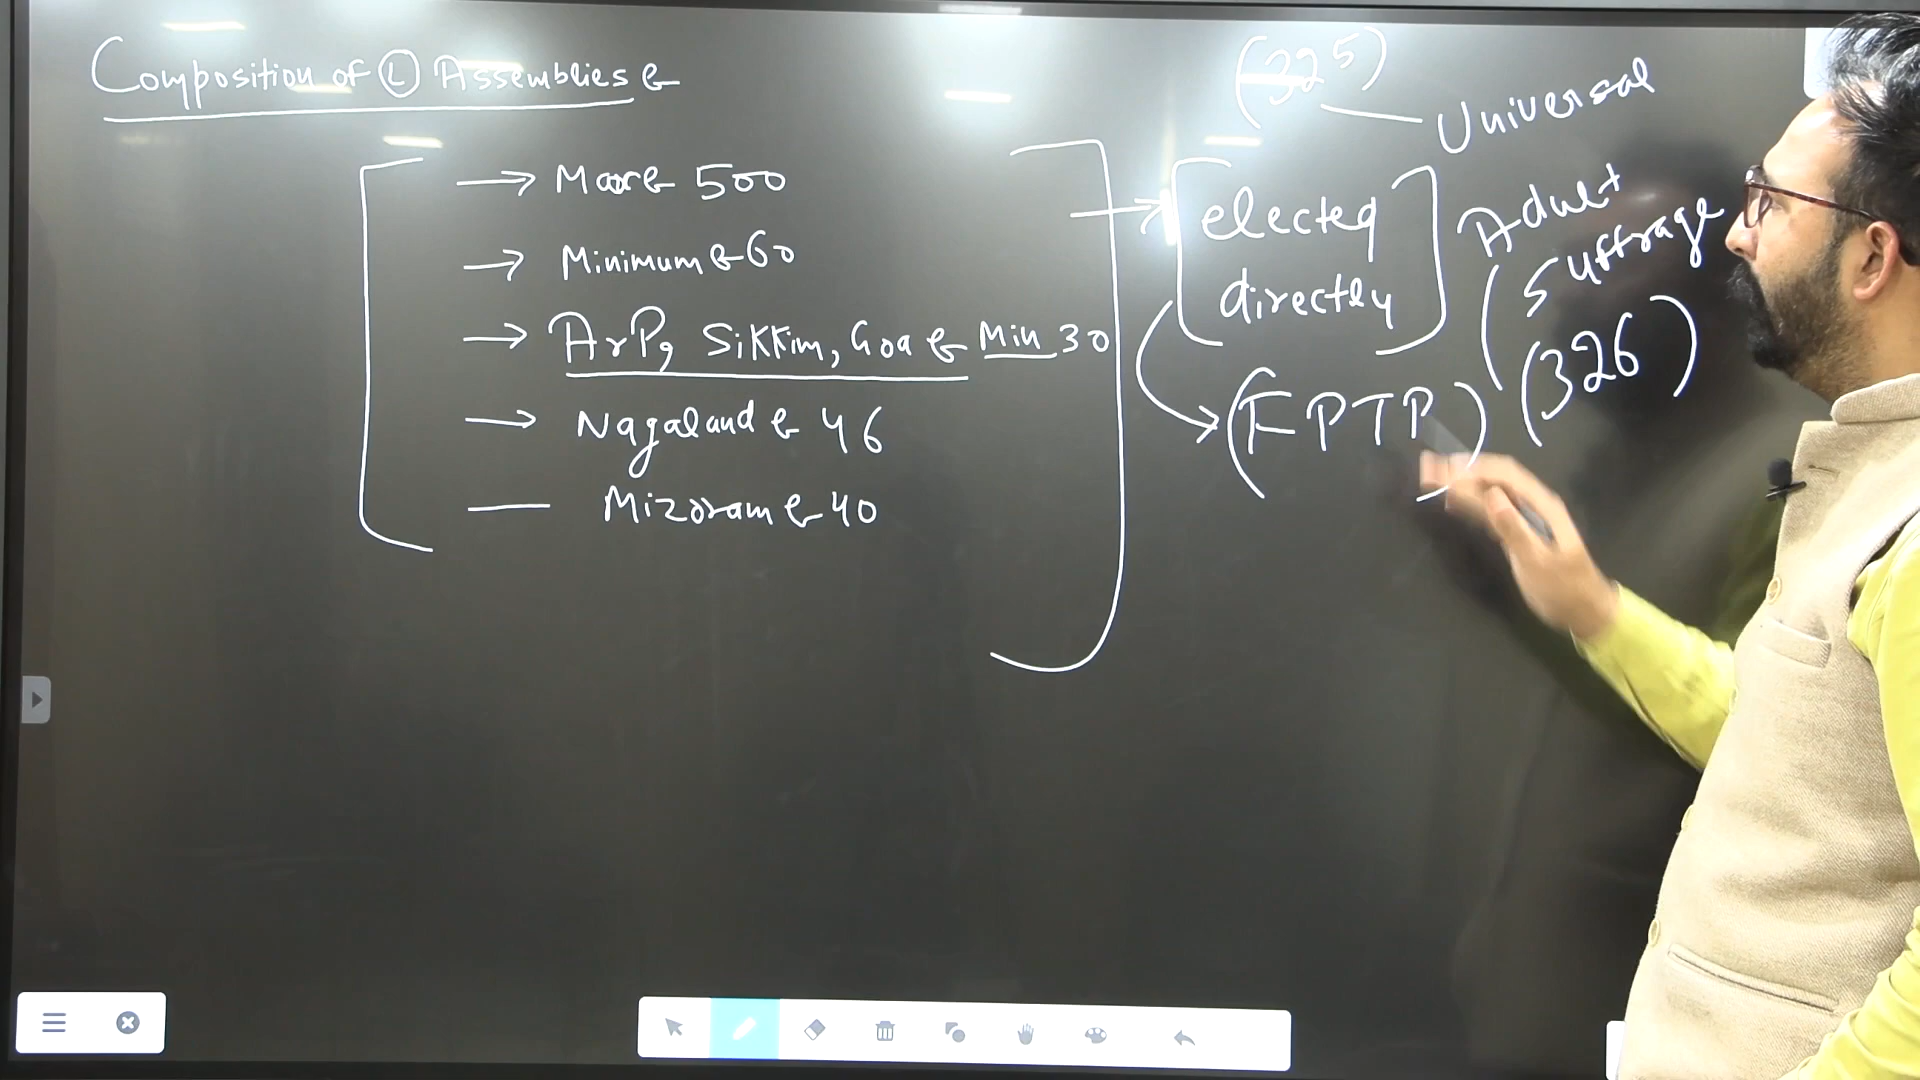 Composition of (L) Assemblies :-
→ Max :- 500
→ Minimum :- 60
→ ArP, Sikkim, Goa :- Min 30
→ Nagaland :- 46
— Mizoram :- 40
(325)
Universal
Adult
Suffrage
(326)
elected
directly
(FPTP)